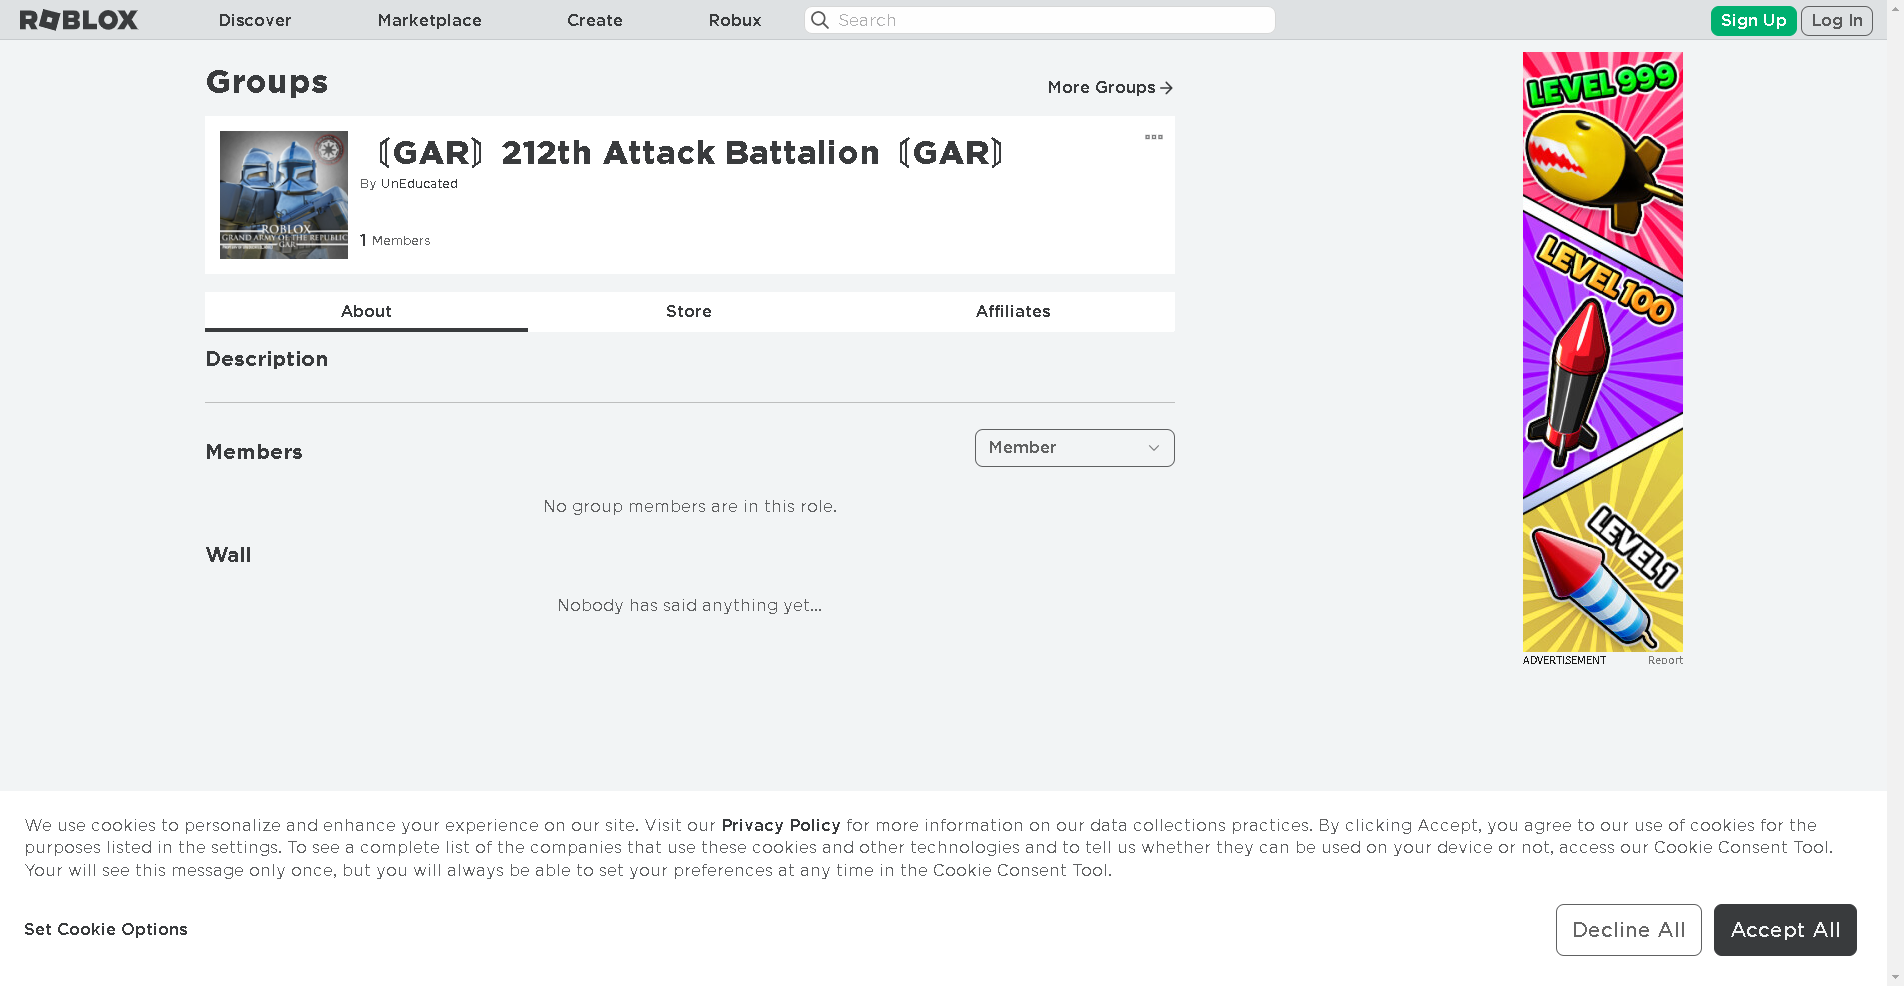 ROBLOX
Discover
Marketplace
Create
Robux
Search
Sign Up
Log In
Groups
More Groups
〔GAR〕212th Attack Battalion〔GAR〕
By UnEducated
ROBLOX
GRAND ARMY OF THE REPUBLIC
GAR
1 Members
About
Store
Affiliates
Description
Members
Member
No group members are in this role.
Wall
Nobody has said anything yet...
LEVEL 999
LEVEL 100
LEVEL 1
ADVERTISEMENT
Report
We use cookies to personalize and enhance your experience on our site. Visit our Privacy Policy for more information on our data collections practices. By clicking Accept, you agree to our use of cookies for the
purposes listed in the settings. To see a complete list of the companies that use these cookies and other technologies and to tell us whether they can be used on your device or not, access our Cookie Consent Tool.
Your will see this message only once, but you will always be able to set your preferences at any time in the Cookie Consent Tool.
Set Cookie Options
Decline All
Accept All